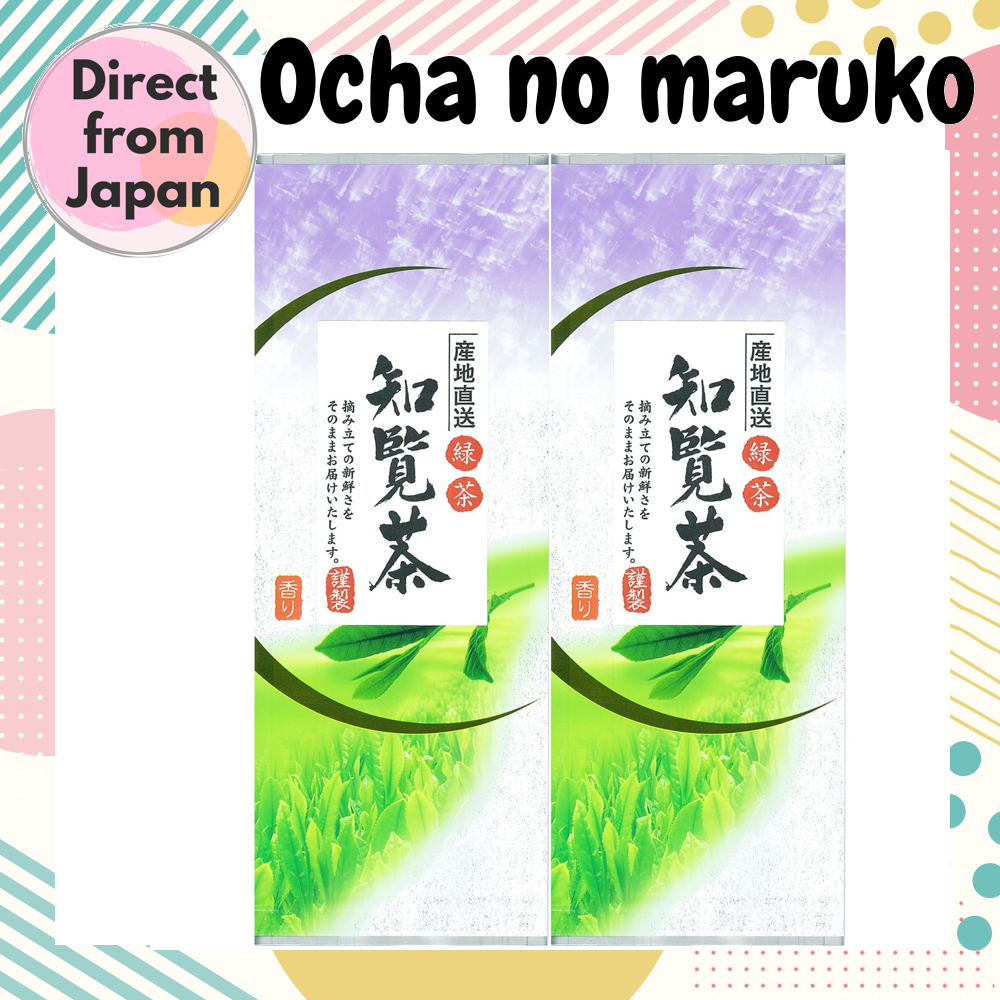 Direct
from
Japan
Ocha no maruko
産地直送
緑茶
知覧茶
摘み立ての新鮮さを
そのままお届けいたします。
謹製
香り
産地直送
緑茶
知覧茶
摘み立ての新鮮さを
そのままお届けいたします。
謹製
香り